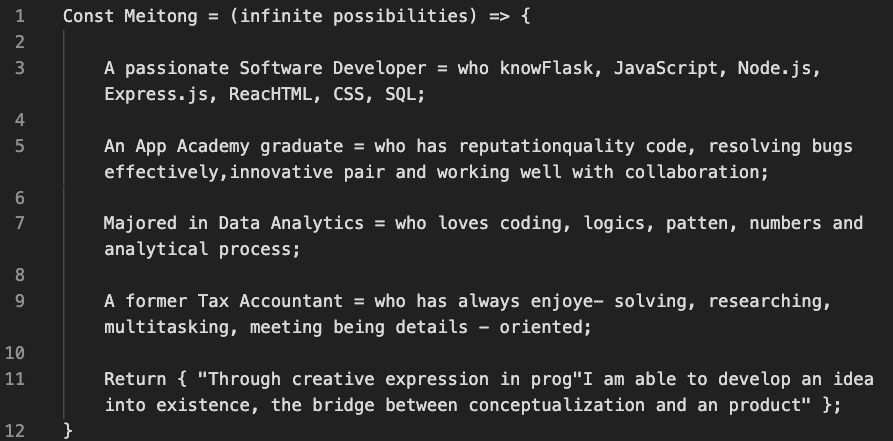 1 Const Meitong = (infinite possibilities) => {
2
3 A passionate Software Developer = who knowFlask, JavaScript, Node.js,
Express.js, ReacHTML, CSS, SQL;
4
5 An App Academy graduate = who has reputationquality code, resolving bugs
effectively,innovative pair and working well with collaboration;
6
7 Majored in Data Analytics = who loves coding, logics, patten, numbers and
analytical process;
8
9 A former Tax Accountant = who has always enjoye– solving, researching,
multitasking, meeting being details – oriented;
10
11 Return { "Through creative expression in prog"I am able to develop an idea
into existence, the bridge between conceptualization and an product" };
12 }